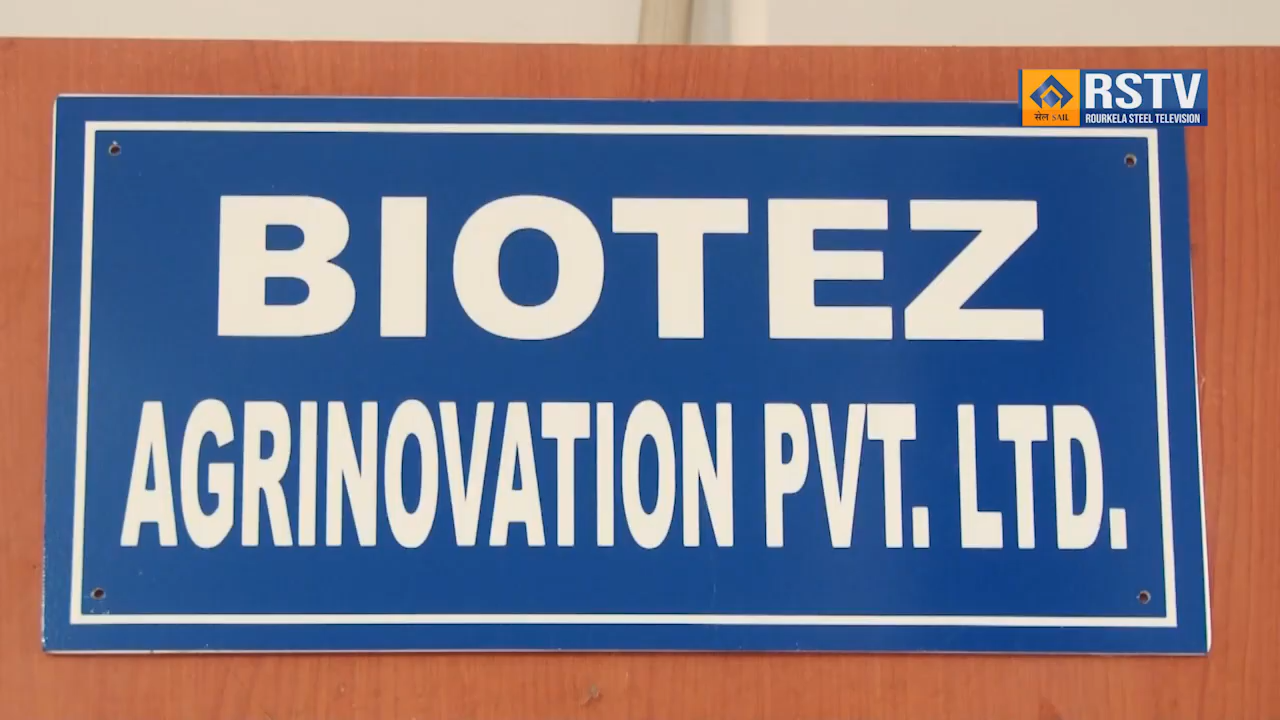 RSTV
सेल SAIL
ROURKELA STEEL TELEVISION
BIOTEZ
AGRINOVATION PVT. LTD.